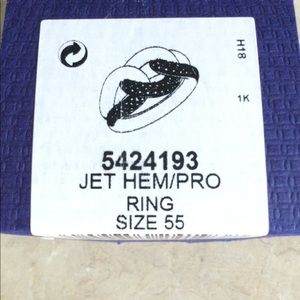 H18
1K
5424193
JET HEM/PRO
RING
SIZE 55